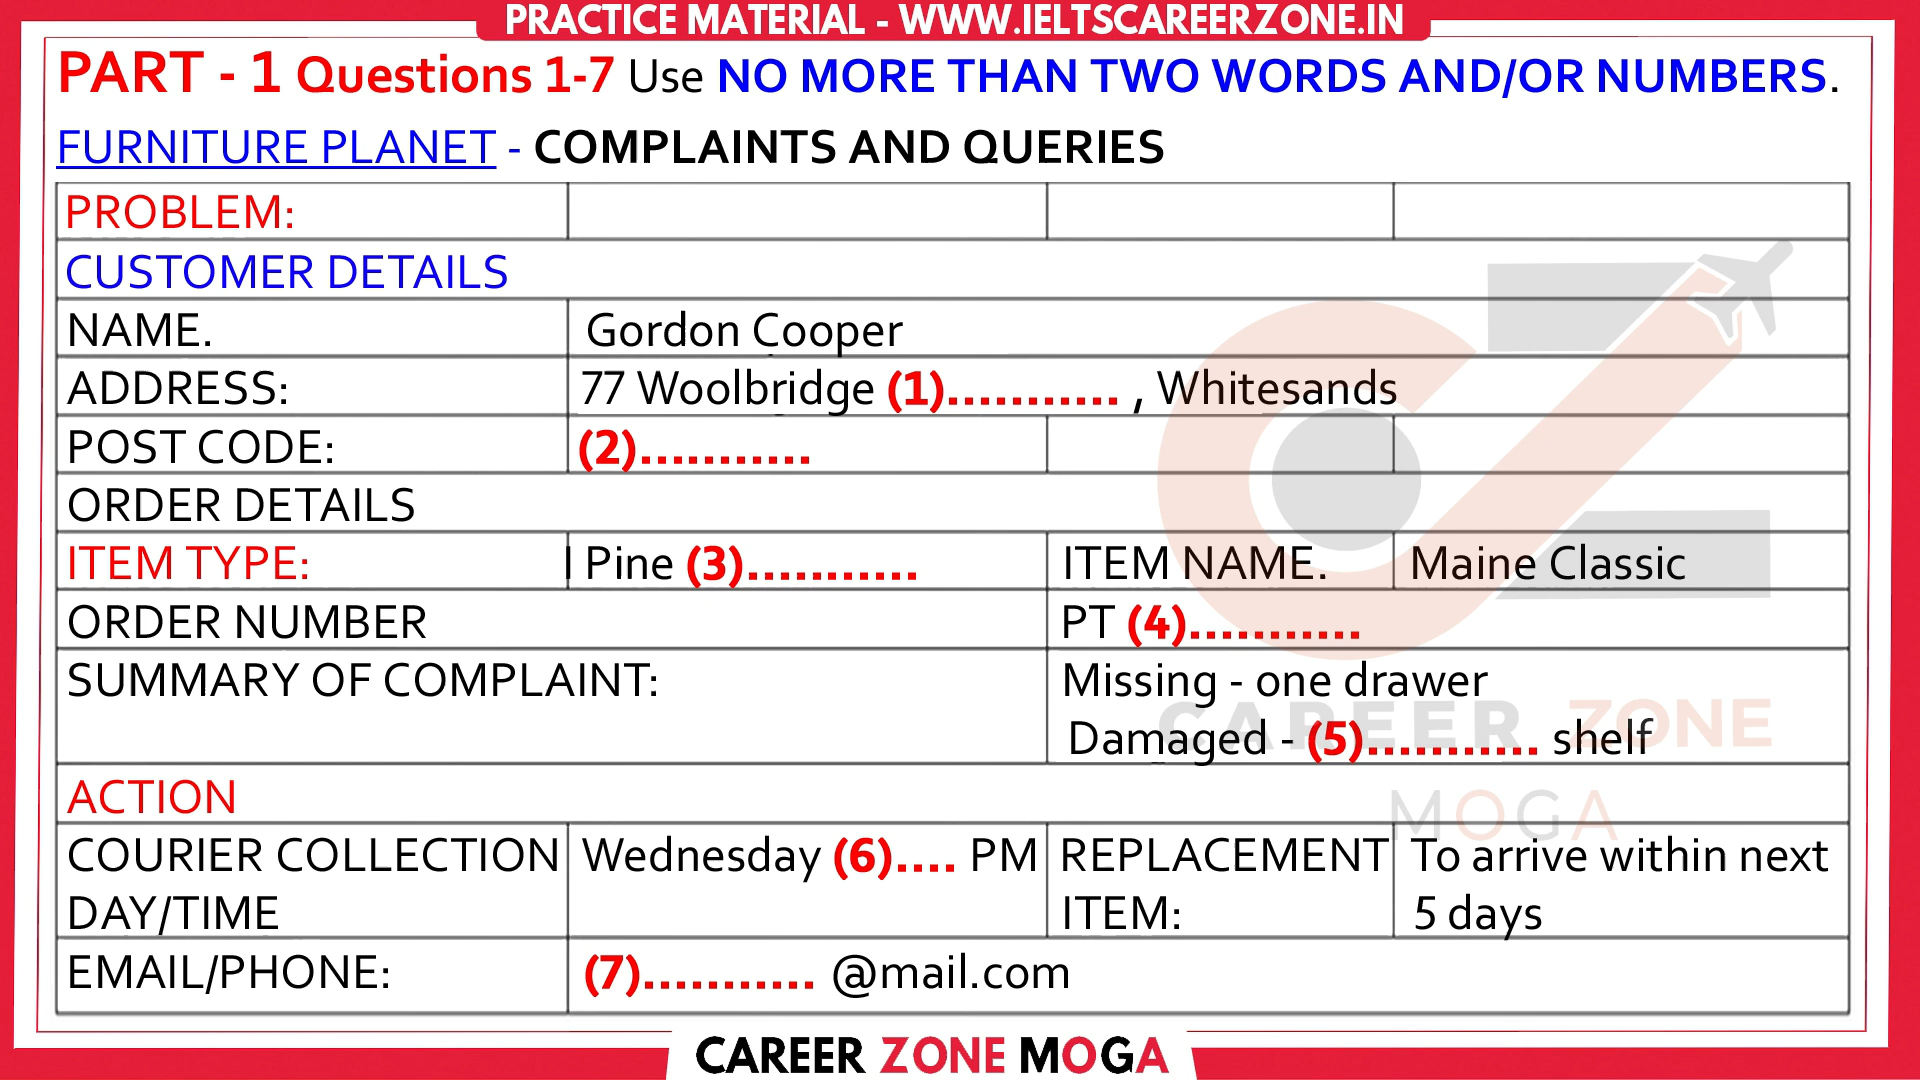 PRACTICE MATERIAL - WWW.IELTSCAREERZONE.IN
PART - 1 Questions 1-7 Use NO MORE THAN TWO WORDS AND/OR NUMBERS.
FURNITURE PLANET - COMPLAINTS AND QUERIES
PROBLEM:
CUSTOMER DETAILS
NAME. Gordon Cooper
ADDRESS: 77 Woolbridge (1)........... , Whitesands
POST CODE: (2)...........
ORDER DETAILS
ITEM TYPE: l Pine (3)........... ITEM NAME. Maine Classic
ORDER NUMBER PT (4)...........
SUMMARY OF COMPLAINT: Missing - one drawer
Damaged - (5)........... shelf
CAREER ZONE
ACTION
MOGA
COURIER COLLECTION Wednesday (6).... PM REPLACEMENT To arrive within next
DAY/TIME ITEM: 5 days
EMAIL/PHONE: (7)........... @mail.com
CAREER ZONE MOGA